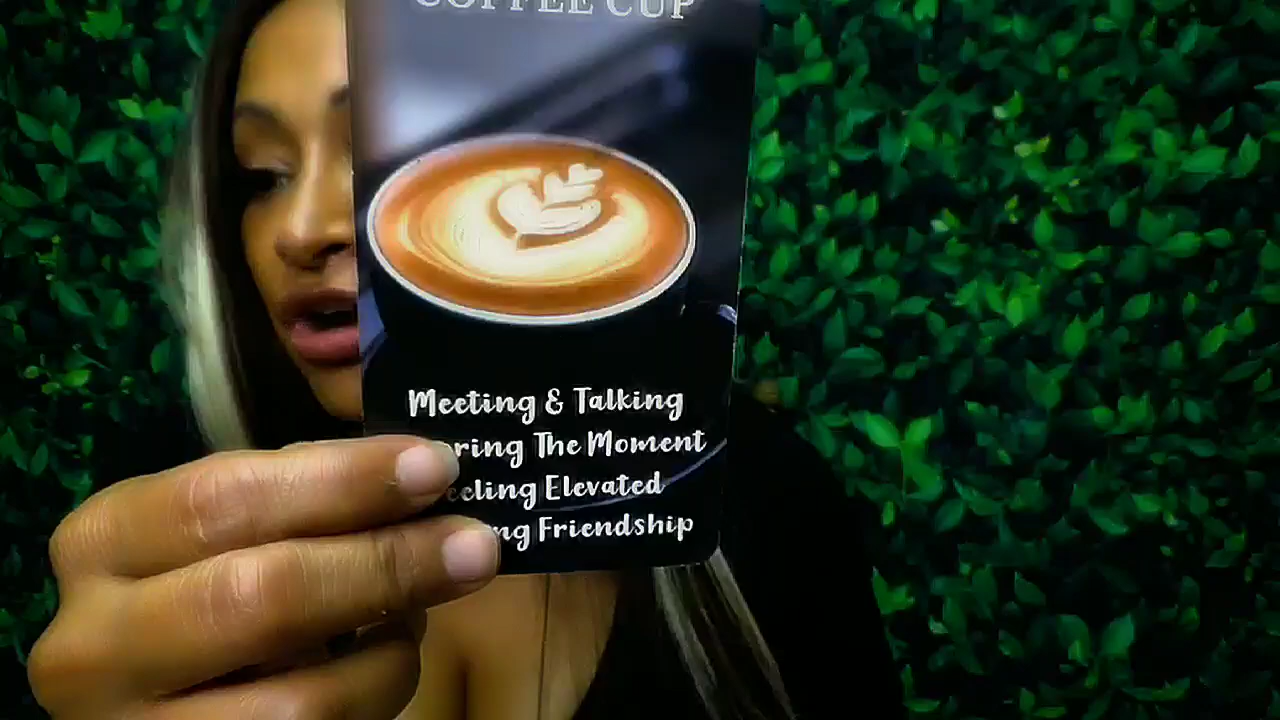 COFFEE CUP
Meeting & Talking
The Moment
Elevated
Friendship